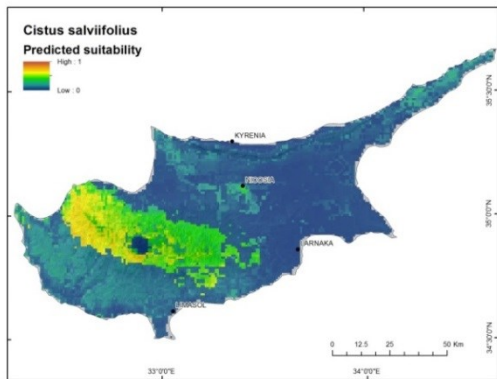 Cistus salviifolius
Predicted suitability
High : 1
Low : 0
KYRENIA
NICOSIA
LARNAKA
LIMASOL
35°30'0"
35°0'0"
34°30'0"
0 12.5 25 50 Km
33°0'0"E
34°0'0"E